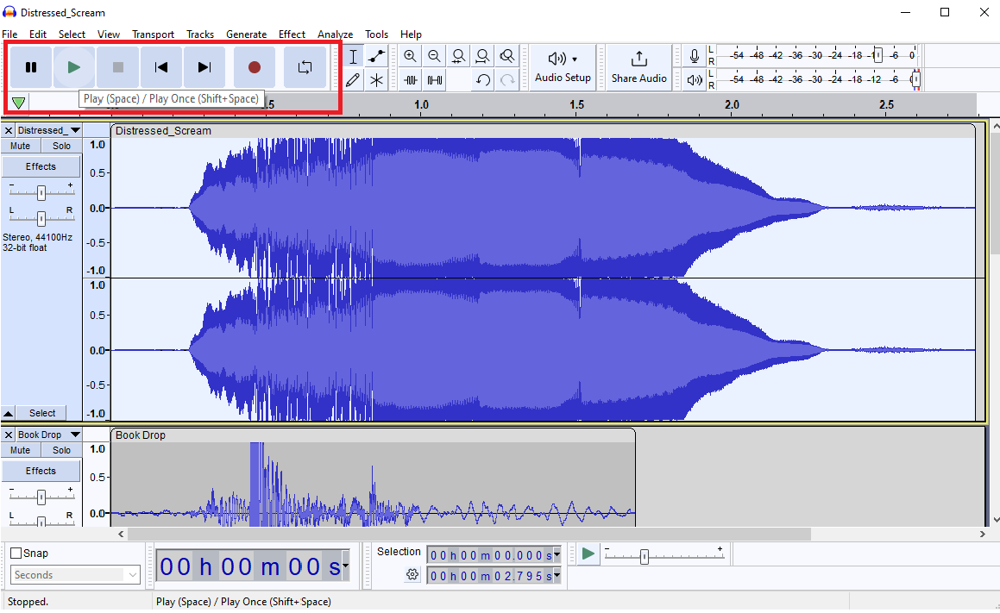 Distressed_Scream
File Edit Select View Transport Tracks Generate Effect Analyze Tools Help
Audio Setup
Share Audio
L
R
-54 -48 -42 -36 -30 -24 -18 -1 -6 0
L
R
-54 -48 -42 -36 -30 -24 -18 -12 -6 0
Play (Space) / Play Once (Shift+Space)
1.0 1.5 2.0 2.5
Distressed_
Mute Solo
Effects
- +
L R
Stereo, 44100Hz
32-bit float
Select
Distressed_Scream
1.0
0.5
0.0
-0.5
-1.0
1.0
0.5
0.0
-0.5
-1.0
Book Drop
Mute Solo
Effects
- +
L R
Book Drop
1.0
0.5
0.0
Snap
Seconds
00 h 00 m 00 s
Selection
00 h 00 m 00.000 s
00 h 00 m 02.795 s
- +
Stopped.
Play (Space) / Play Once (Shift+Space)